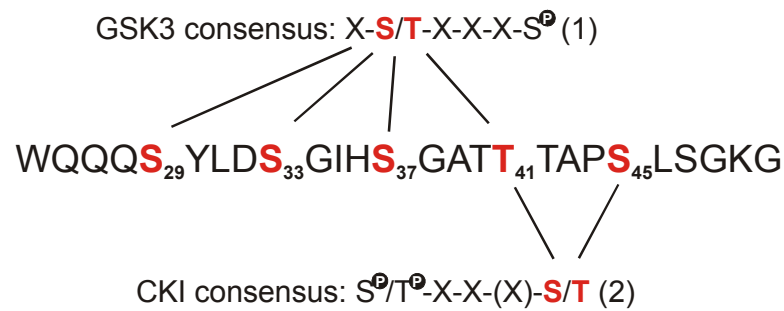 GSK3 consensus: X-S/T-X-X-X-Sᴾ (1)
WQQQS₂₉YLDS₃₃GIHS₃₇GATT₄₁TAPS₄₅LSGKG
CKI consensus: Sᴾ/Tᴾ-X-X-(X)-S/T (2)